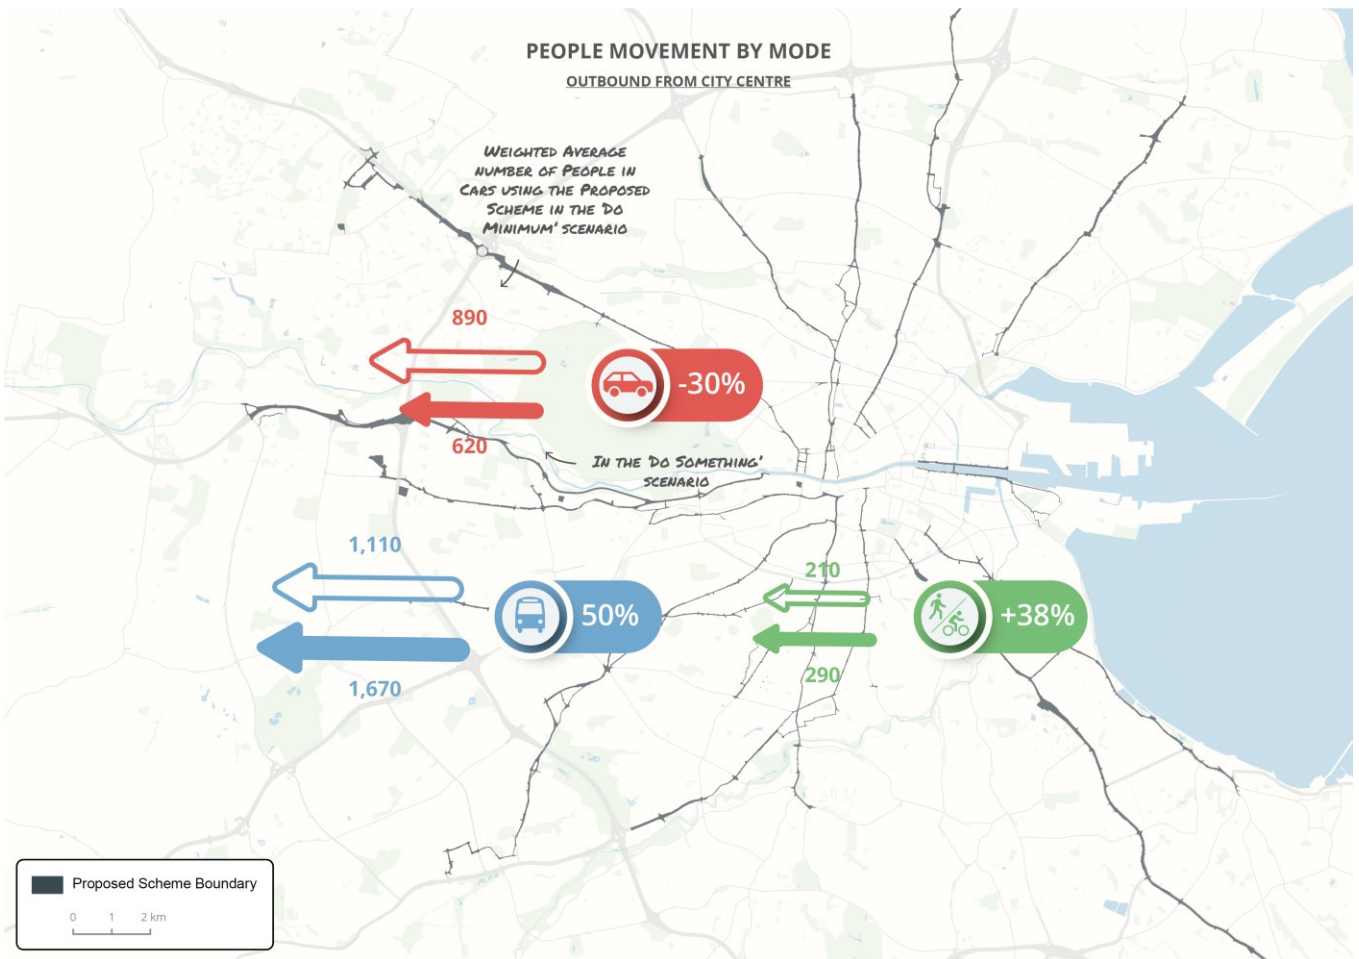 PEOPLE MOVEMENT BY MODE
OUTBOUND FROM CITY CENTRE
WEIGHTED AVERAGE
NUMBER OF PEOPLE IN
CARS USING THE PROPOSED
SCHEME IN THE 'DO
MINIMUM' SCENARIO
890
-30%
620
IN THE 'DO SOMETHING'
SCENARIO
1,110
50%
1,670
210
+38%
290
Proposed Scheme Boundary
0 1 2 km